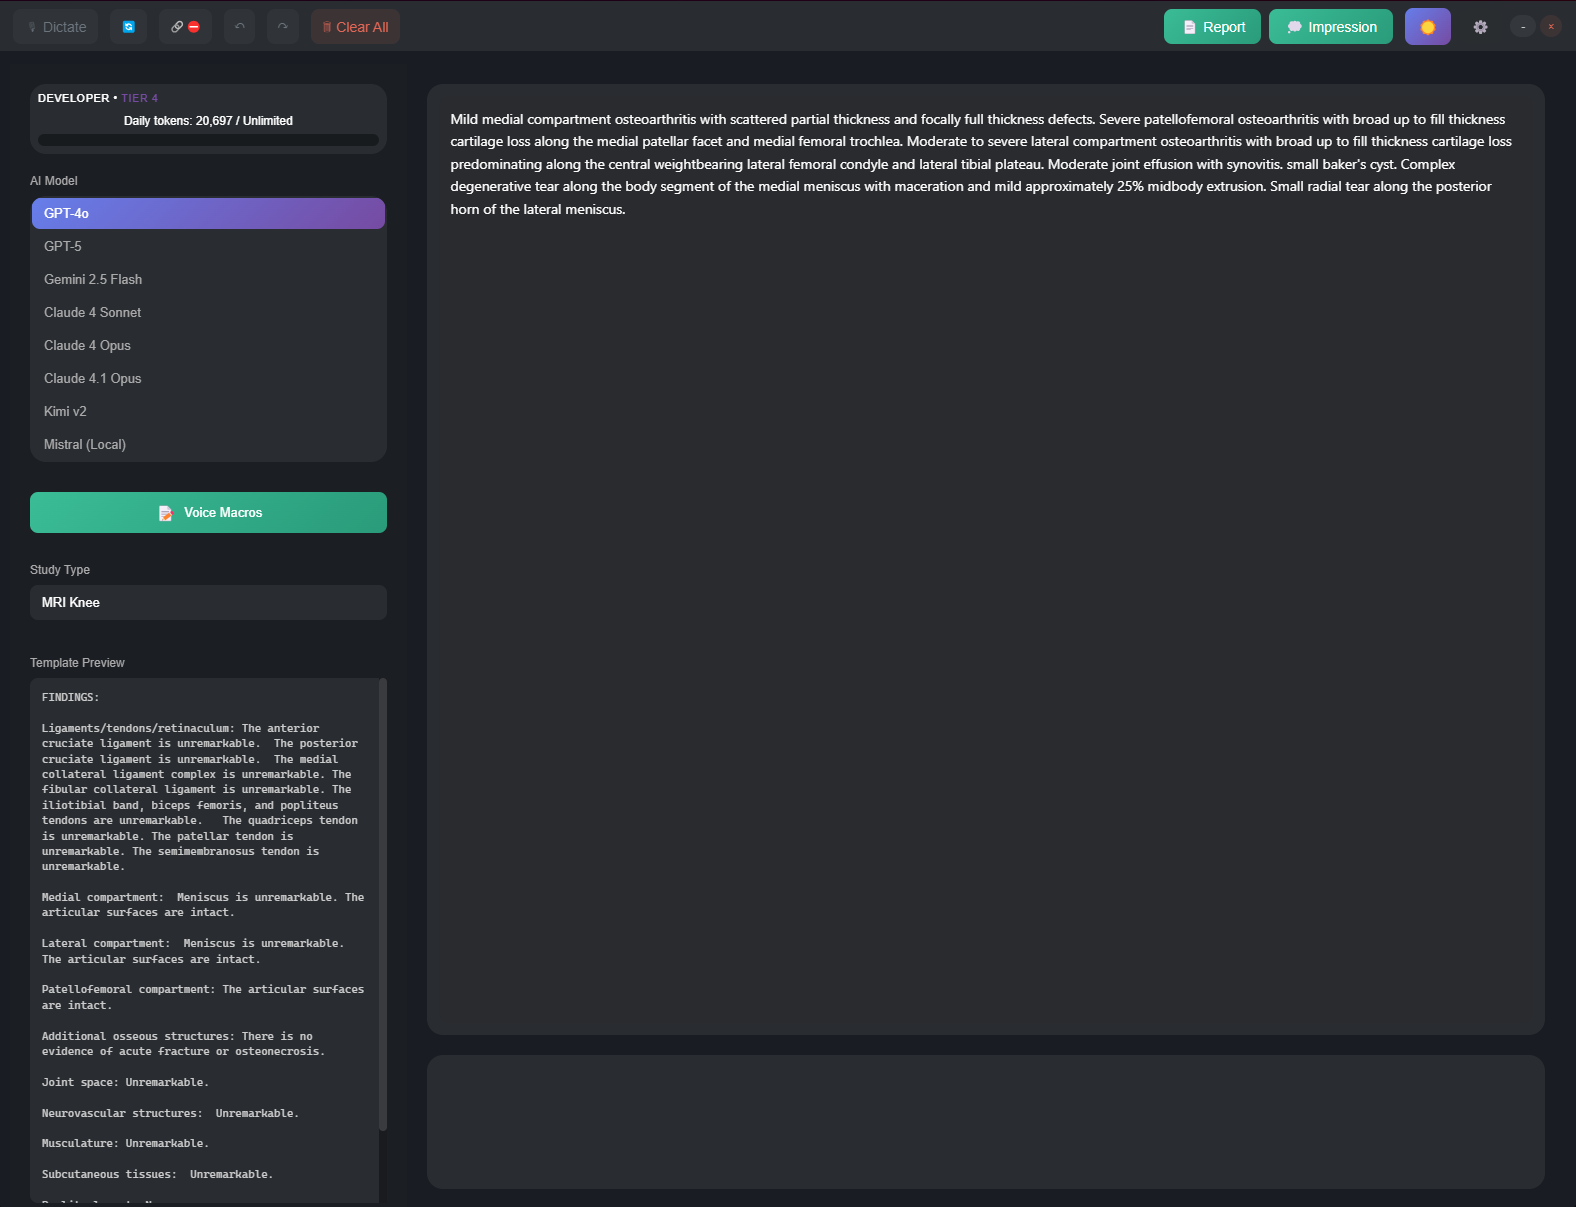 Dictate
Clear All
Report
Impression
-
×
DEVELOPER • TIER 4
Daily tokens: 20,697 / Unlimited
AI Model
GPT-4o
GPT-5
Gemini 2.5 Flash
Claude 4 Sonnet
Claude 4 Opus
Claude 4.1 Opus
Kimi v2
Mistral (Local)
Voice Macros
Study Type
MRI Knee
Template Preview
FINDINGS:
Ligaments/tendons/retinaculum: The anterior
cruciate ligament is unremarkable.  The posterior
cruciate ligament is unremarkable.  The medial
collateral ligament complex is unremarkable. The
fibular collateral ligament is unremarkable. The
iliotibial band, biceps femoris, and popliteus
tendons are unremarkable.   The quadriceps tendon
is unremarkable. The patellar tendon is
unremarkable. The semimembranosus tendon is
unremarkable.
Medial compartment:  Meniscus is unremarkable. The
articular surfaces are intact.
Lateral compartment:  Meniscus is unremarkable.
The articular surfaces are intact.
Patellofemoral compartment: The articular surfaces
are intact.
Additional osseous structures: There is no
evidence of acute fracture or osteonecrosis.
Joint space: Unremarkable.
Neurovascular structures:  Unremarkable.
Musculature: Unremarkable.
Subcutaneous tissues:  Unremarkable.
Mild medial compartment osteoarthritis with scattered partial thickness and focally full thickness defects. Severe patellofemoral osteoarthritis with broad up to fill thickness
cartilage loss along the medial patellar facet and medial femoral trochlea. Moderate to severe lateral compartment osteoarthritis with broad up to fill thickness cartilage loss
predominating along the central weightbearing lateral femoral condyle and lateral tibial plateau. Moderate joint effusion with synovitis. small baker's cyst. Complex
degenerative tear along the body segment of the medial meniscus with maceration and mild approximately 25% midbody extrusion. Small radial tear along the posterior
horn of the lateral meniscus.